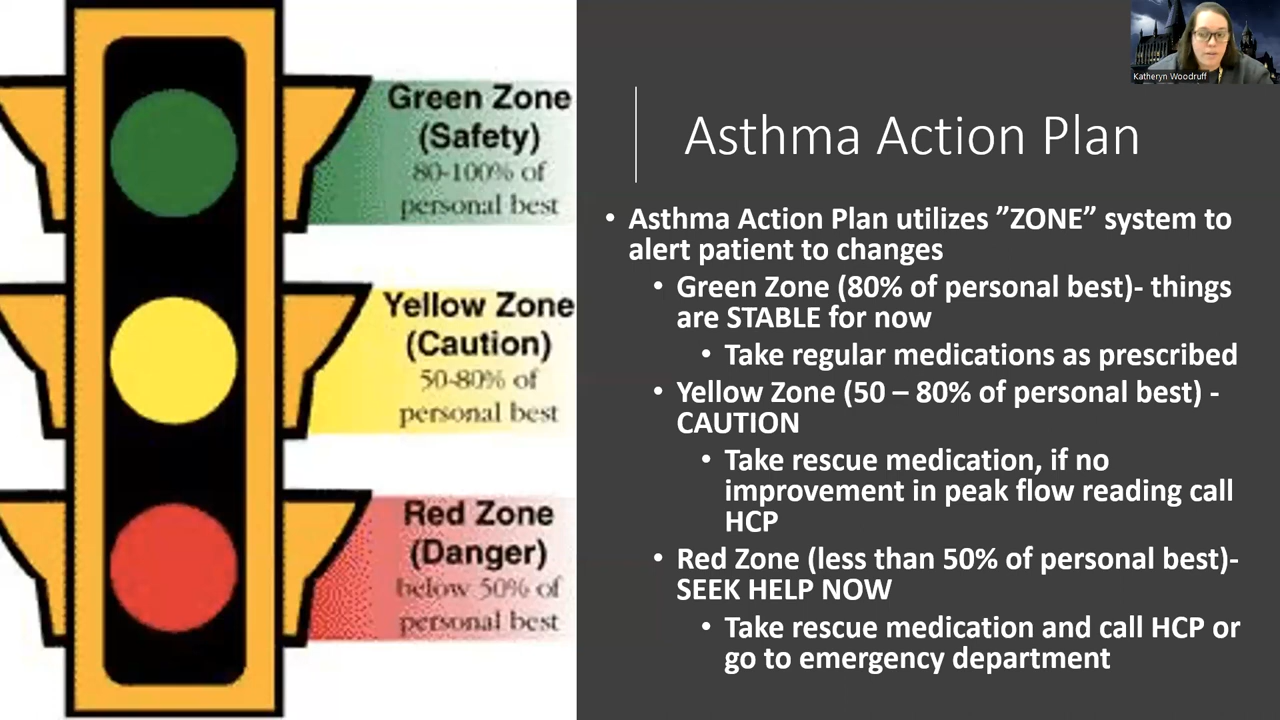 Green Zone
(Safety)
80-100% of
personal best
Yellow Zone
(Caution)
50-80% of
personal best
Red Zone
(Danger)
below 50% of
personal best
Katheryn Woodruff
Asthma Action Plan
• Asthma Action Plan utilizes ”ZONE” system to
alert patient to changes
• Green Zone (80% of personal best)- things
are STABLE for now
• Take regular medications as prescribed
• Yellow Zone (50 – 80% of personal best) -
CAUTION
• Take rescue medication, if no
improvement in peak flow reading call
HCP
• Red Zone (less than 50% of personal best)-
SEEK HELP NOW
• Take rescue medication and call HCP or
go to emergency department